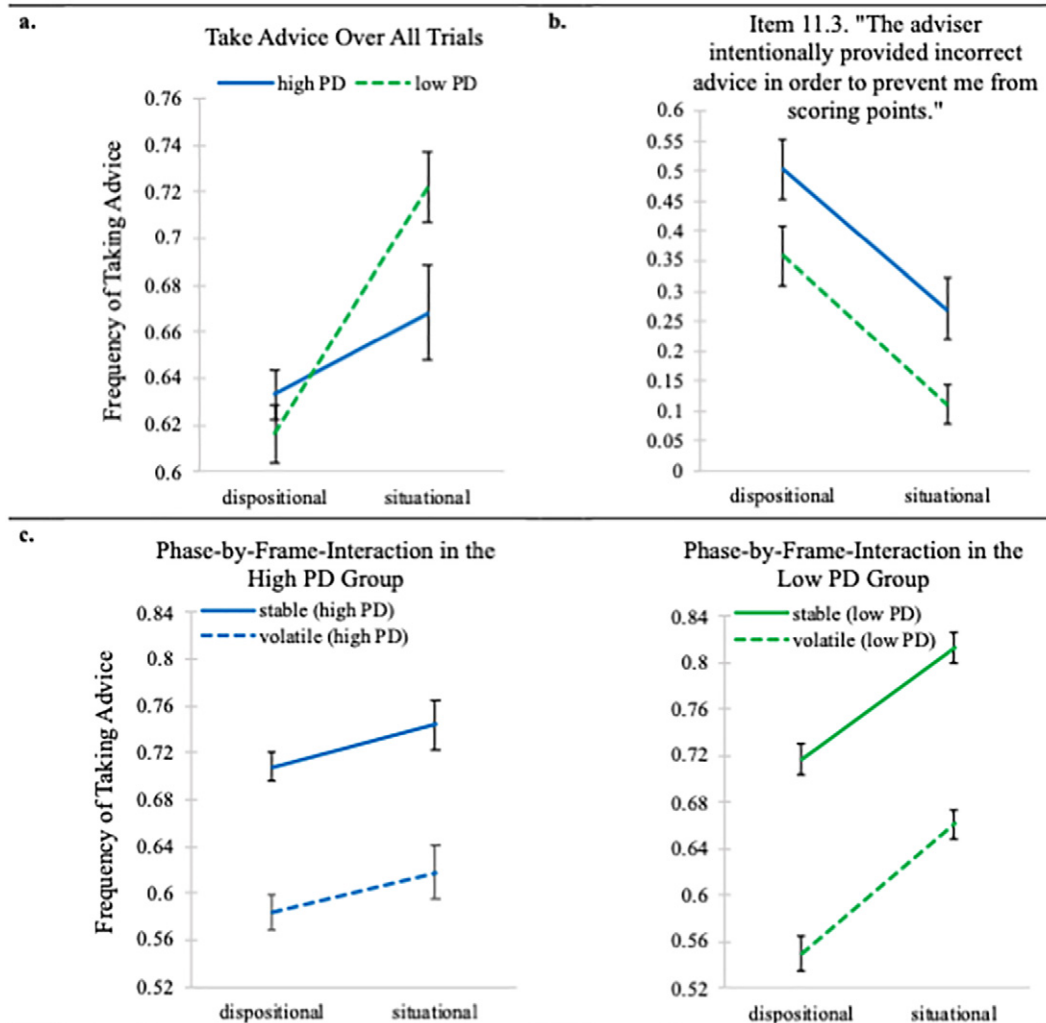 a.
Take Advice Over All Trials
high PD
low PD
Frequency of Taking Advice
0.76
0.74
0.72
0.7
0.68
0.66
0.64
0.62
0.6
dispositional
situational
b.
Item 11.3. "The adviser
intentionally provided incorrect
advice in order to prevent me from
scoring points."
0.6
0.55
0.5
0.45
0.4
0.35
0.3
0.25
0.2
0.15
0.1
0.05
0
dispositional
situational
c.
Phase-by-Frame-Interaction in the
High PD Group
stable (high PD)
volatile (high PD)
Frequency of Taking Advice
0.84
0.8
0.76
0.72
0.68
0.64
0.6
0.56
0.52
dispositional
situational
Phase-by-Frame-Interaction in the
Low PD Group
stable (low PD)
volatile (low PD)
0.84
0.8
0.76
0.72
0.68
0.64
0.6
0.56
0.52
dispositional
situational